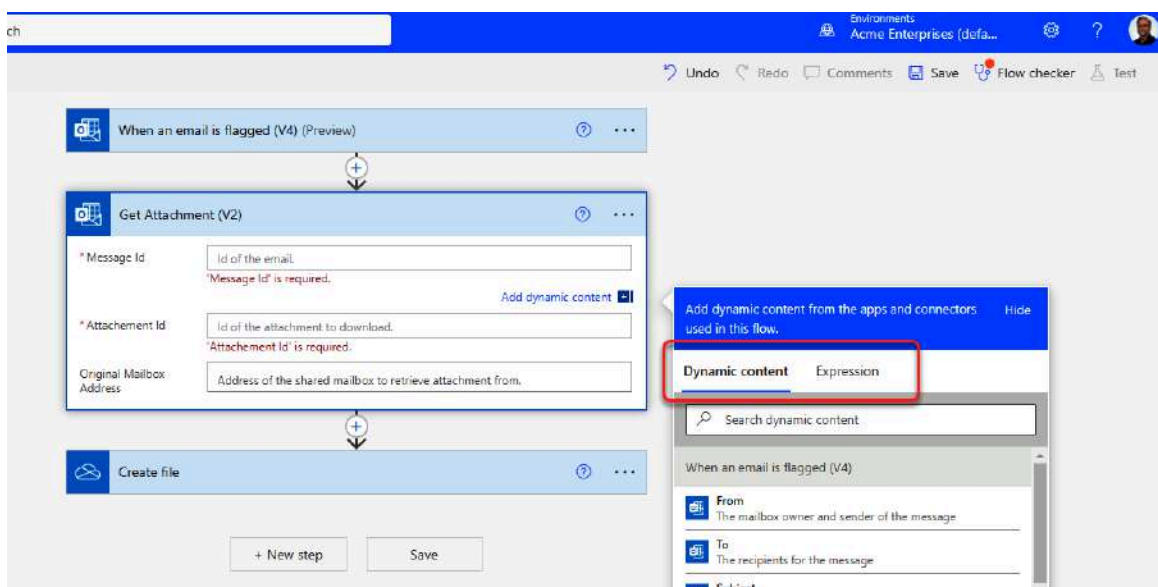 ch
Environments
Acme Enterprises (defa...
?
Undo Redo Comments Save Flow checker Test
When an email is flagged (V4) (Preview)
Get Attachment (V2)
* Message Id
Id of the email.
'Message Id' is required.
Add dynamic content
* Attachement Id
Id of the attachment to download.
'Attachement Id' is required.
Original Mailbox
Address
Address of the shared mailbox to retrieve attachment from.
Create file
+ New step
Save
Add dynamic content from the apps and connectors
used in this flow.
Hide
Dynamic content Expression
Search dynamic content
When an email is flagged (V4)
From
The mailbox owner and sender of the message
To
The recipients for the message
Subject